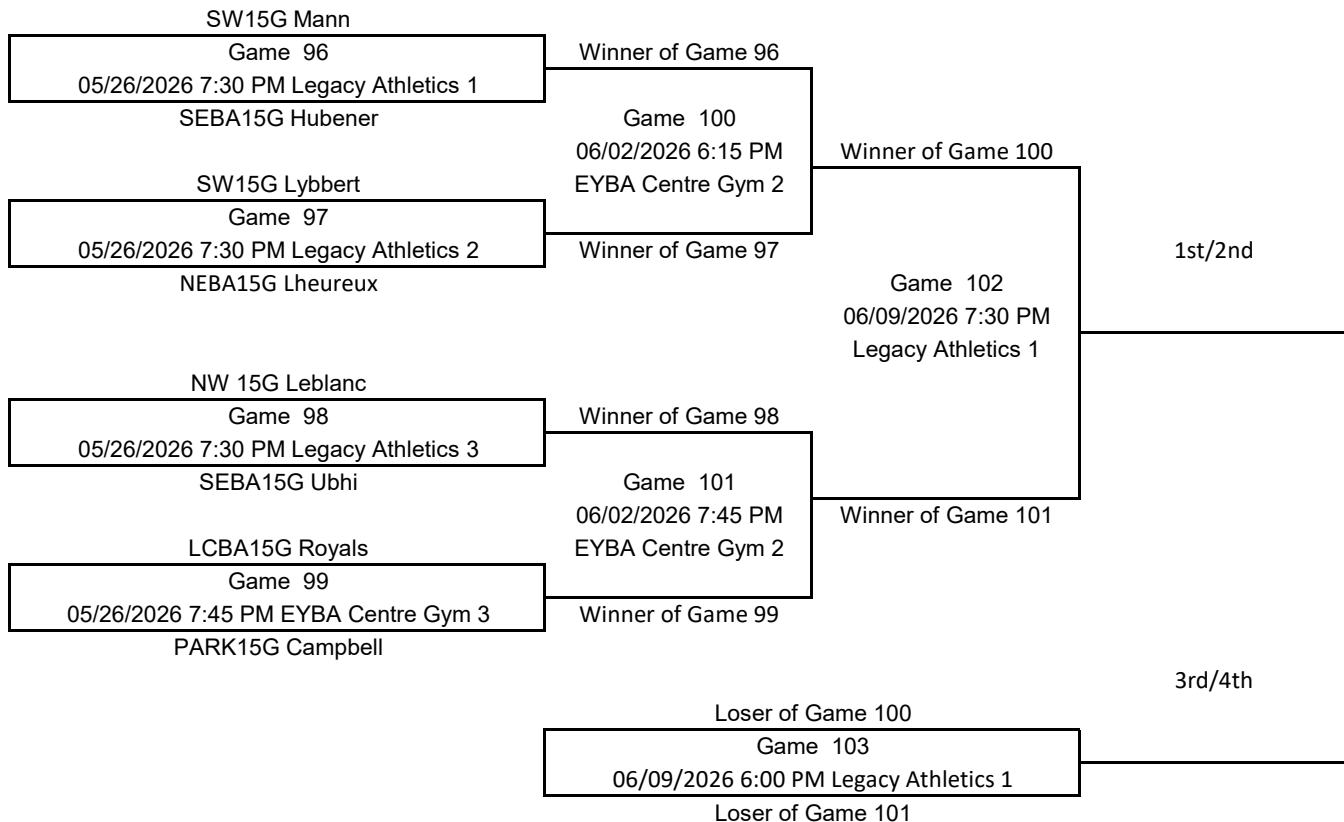 SW15G Mann
Game 96
05/26/2026 7:30 PM Legacy Athletics 1
SEBA15G Hubener
SW15G Lybbert
Game 97
05/26/2026 7:30 PM Legacy Athletics 2
NEBA15G Lheureux
NW 15G Leblanc
Game 98
05/26/2026 7:30 PM Legacy Athletics 3
SEBA15G Ubhi
LCBA15G Royals
Game 99
05/26/2026 7:45 PM EYBA Centre Gym 3
PARK15G Campbell
Winner of Game 96
Game 100
06/02/2026 6:15 PM
EYBA Centre Gym 2
Winner of Game 97
Winner of Game 98
Game 101
06/02/2026 7:45 PM
EYBA Centre Gym 2
Winner of Game 99
Winner of Game 100
Game 102
06/09/2026 7:30 PM
Legacy Athletics 1
Winner of Game 101
1st/2nd
Loser of Game 100
Game 103
06/09/2026 6:00 PM Legacy Athletics 1
Loser of Game 101
3rd/4th